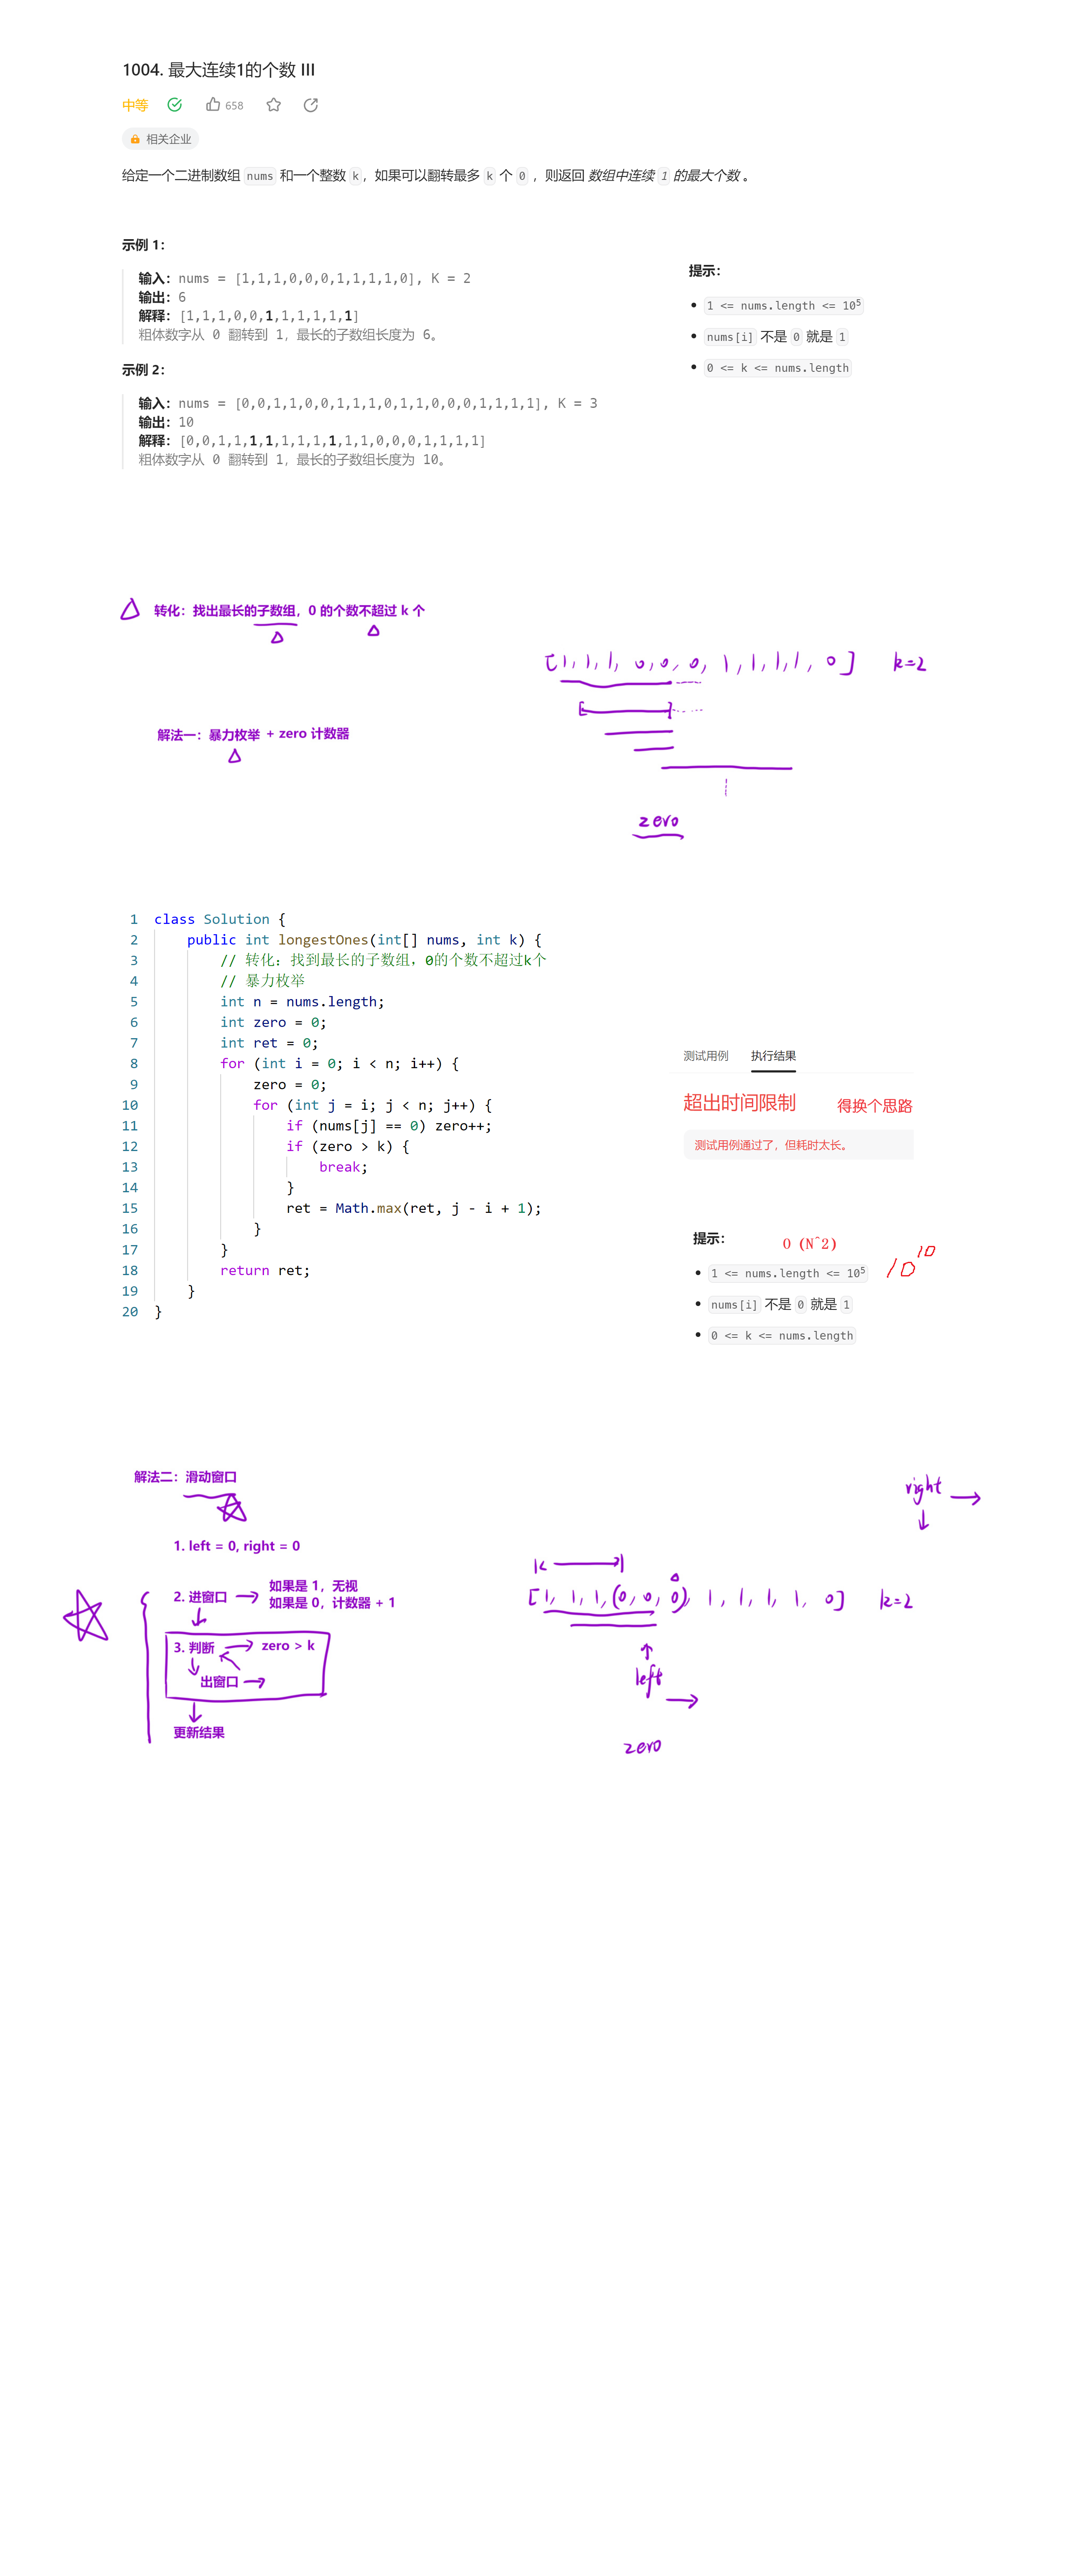 1004. 最大连续1的个数 III
中等 658
相关企业
给定一个二进制数组 nums 和一个整数 k，如果可以翻转最多 k 个 0 ，则返回 数组中连续 1 的最大个数 。
示例 1：
输入：nums = [1,1,1,0,0,0,1,1,1,1,0], K = 2
输出：6
解释：[1,1,1,0,0,1,1,1,1,1,1]
粗体数字从 0 翻转到 1，最长的子数组长度为 6。
示例 2：
输入：nums = [0,0,1,1,0,0,1,1,1,0,1,1,0,0,0,1,1,1,1], K = 3
输出：10
解释：[0,0,1,1,1,1,1,1,1,1,1,1,0,0,0,1,1,1,1]
粗体数字从 0 翻转到 1，最长的子数组长度为 10。
提示：
1 <= nums.length <= 10⁵
nums[i] 不是 0 就是 1
0 <= k <= nums.length
转化：找出最长的子数组，0 的个数不超过 k 个
[1, 1, 1, 0, 0, 0, 1, 1, 1, 1, 0] k=2
解法一：暴力枚举 + zero 计数器
zero
1 class Solution {
2 public int longestOnes(int[] nums, int k) {
3 // 转化：找到最长的子数组，0的个数不超过k个
4 // 暴力枚举
5 int n = nums.length;
6 int zero = 0;
7 int ret = 0;
8 for (int i = 0; i < n; i++) {
9 zero = 0;
10 for (int j = i; j < n; j++) {
11 if (nums[j] == 0) zero++;
12 if (zero > k) {
13 break;
14 }
15 ret = Math.max(ret, j - i + 1);
16 }
17 }
18 return ret;
19 }
20 }
测试用例 执行结果
超出时间限制 得换个思路
测试用例通过了，但耗时太长。
提示： O (N^2)
1 <= nums.length <= 10⁵ 10¹⁰
nums[i] 不是 0 就是 1
0 <= k <= nums.length
解法二：滑动窗口
right
1. left = 0, right = 0
2. 进窗口 → 如果是 1，无视
如果是 0，计数器 + 1
3. 判断 → zero > k
出窗口 →
更新结果
[1, 1, 1, (0, 0, 0), 1, 1, 1, 1, 0] k=2
left
zero